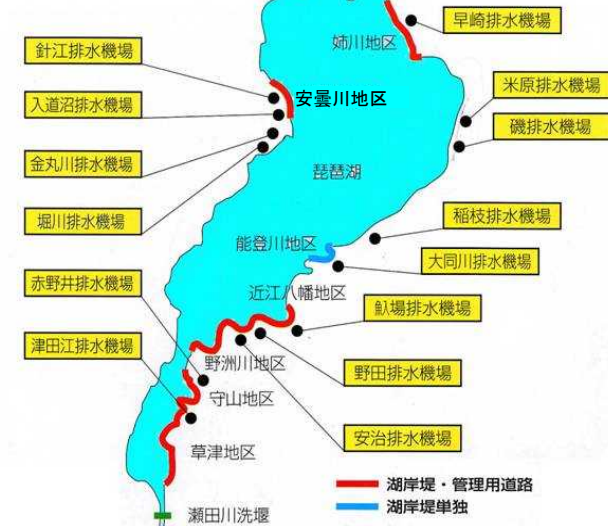 早崎排水機場
姉川地区
針江排水機場
米原排水機場
入道沼排水機場
安曇川地区
磯排水機場
金丸川排水機場
琵琶湖
堀川排水機場
稲枝排水機場
能登川地区
大同川排水機場
赤野井排水機場
近江八幡地区
魞場排水機場
津田江排水機場
野洲川地区
野田排水機場
守山地区
安治排水機場
草津地区
湖岸堤・管理用道路
湖岸堤単独
瀬田川洗堰